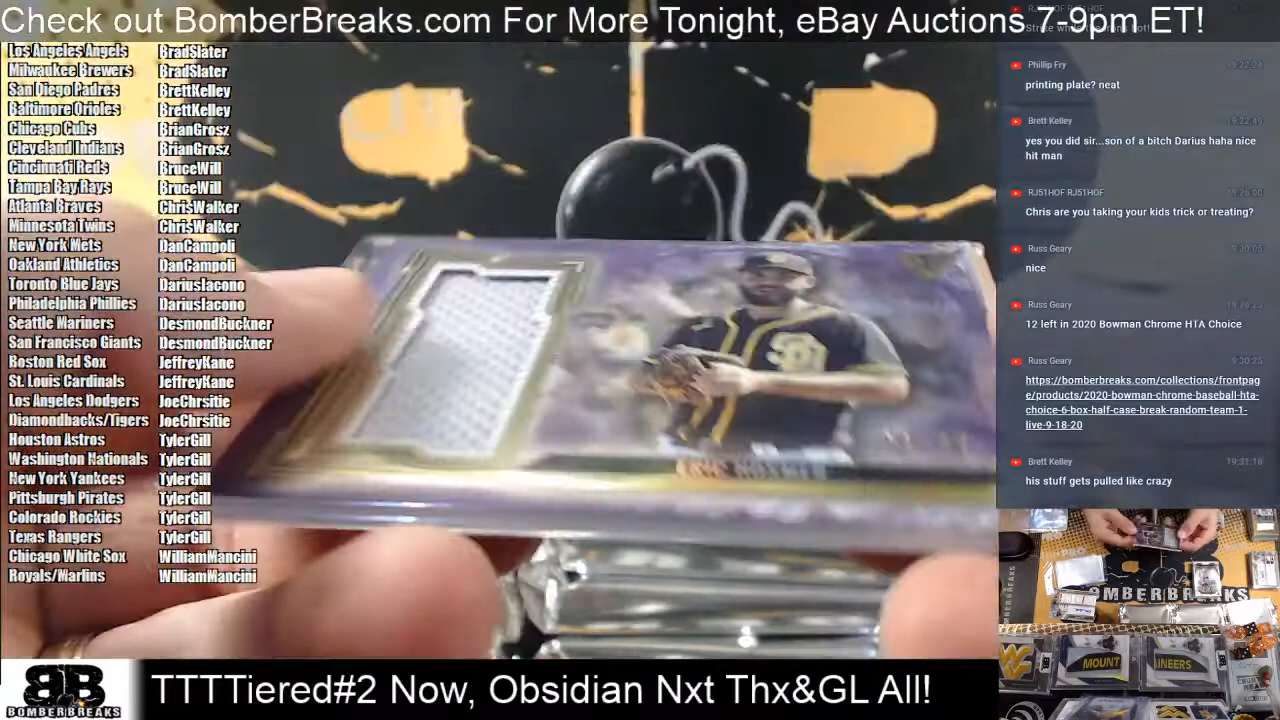 Check out BomberBreaks.com For More Tonight, eBay Auctions 7-9pm ET!
Los Angeles Angels BradSlater
Milwaukee Brewers BradSlater
San Diego Padres BrettKelley
Baltimore Orioles BrettKelley
Chicago Cubs BrianGrosz
Cleveland Indians BrianGrosz
Cincinnati Reds BruceWill
Tampa Bay Rays BruceWill
Atlanta Braves ChrisWalker
Minnesota Twins ChrisWalker
New York Mets DanCampoli
Oakland Athletics DanCampoli
Toronto Blue Jays DariusIacono
Philadelphia Phillies DariusIacono
Seattle Mariners DesmondBuckner
San Francisco Giants DesmondBuckner
Boston Red Sox JeffreyKane
St. Louis Cardinals JeffreyKane
Los Angeles Dodgers JoeChrsitie
Diamondbacks/Tigers JoeChrsitie
Houston Astros TylerGill
Washington Nationals TylerGill
New York Yankees TylerGill
Pittsburgh Pirates TylerGill
Colorado Rockies TylerGill
Texas Rangers TylerGill
Chicago White Sox WilliamMancini
Royals/Marlins WilliamMancini
SD
Phillip Fry
printing plate? neat
Brett Kelley
yes you did sir...son of a bitch Darius haha nice
hit man
RJ51HOF RJ51HOF
Chris are you taking your kids trick or treating?
Russ Geary
nice
Russ Geary
12 left in 2020 Bowman Chrome HTA Choice
Russ Geary
https://bomberbreaks.com/collections/frontpag
e/products/2020-bowman-chrome-baseball-hta-
choice-6-box-half-case-break-random-team-1-
live-9-18-20
Brett Kelley 19:31:18
his stuff gets pulled like crazy
BOMBERBREAKS
MOUNT AINEERS
BB
BOMBERBREAKS
TTTTiered#2 Now, Obsidian Nxt Thx&GL All!